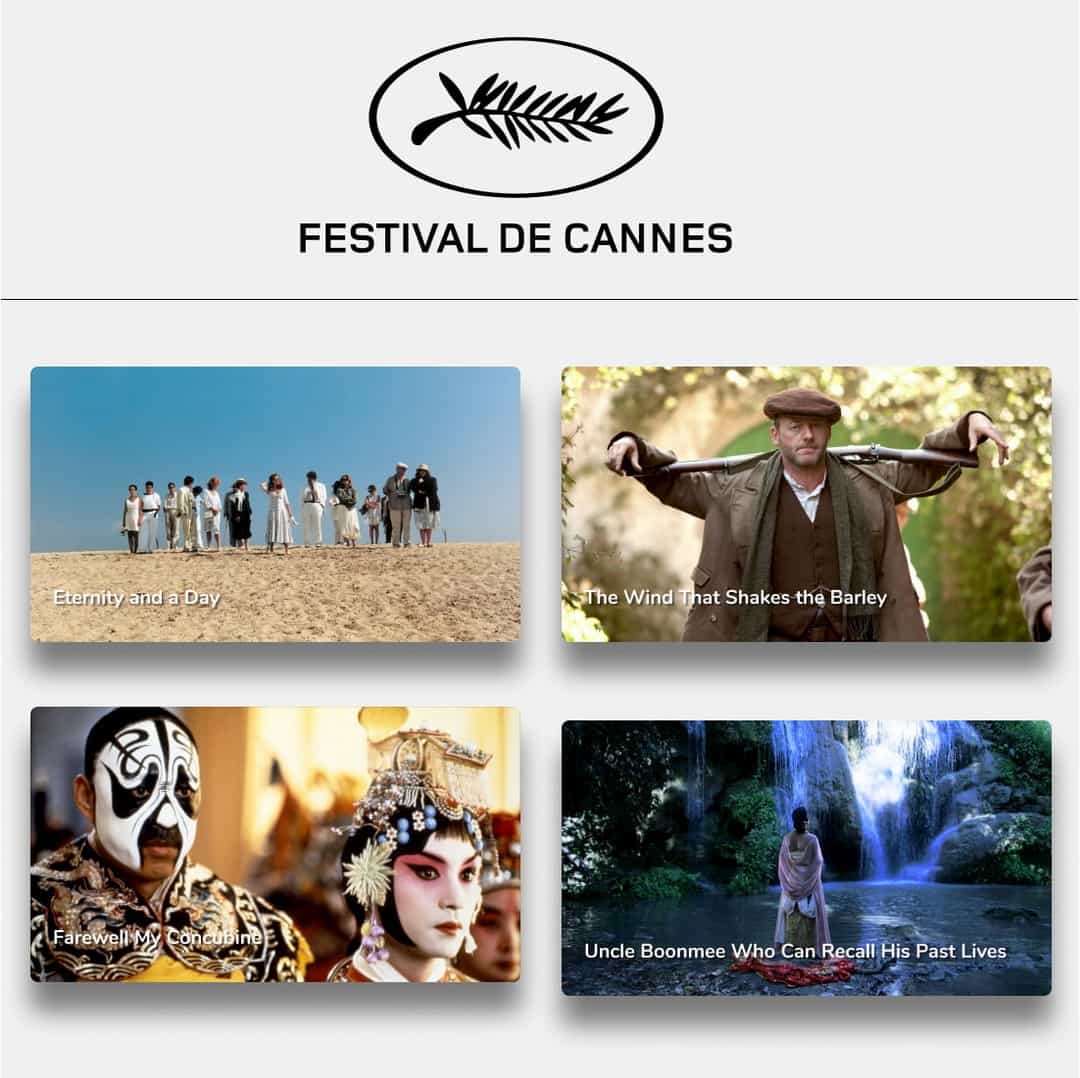 FESTIVAL DE CANNES
Eternity and a Day
The Wind That Shakes the Barley
Farewell My Concubine
Uncle Boonmee Who Can Recall His Past Lives